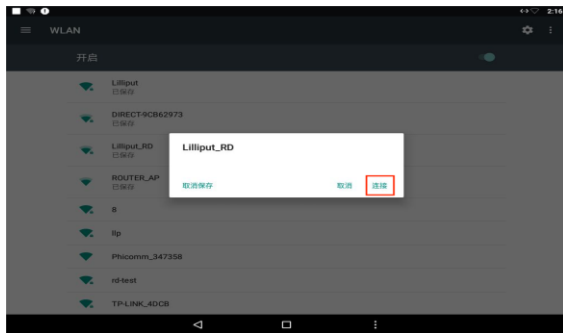 2:16
WLAN
开启
Lilliput
已保存
DIRECT-9CB62973
已保存
Lilliput_RD
已保存
ROUTER_AP
已保存
8
llp
Phicomm_347358
rd-test
TP-LINK_4DCB
Lilliput_RD
取消保存
取消
连接